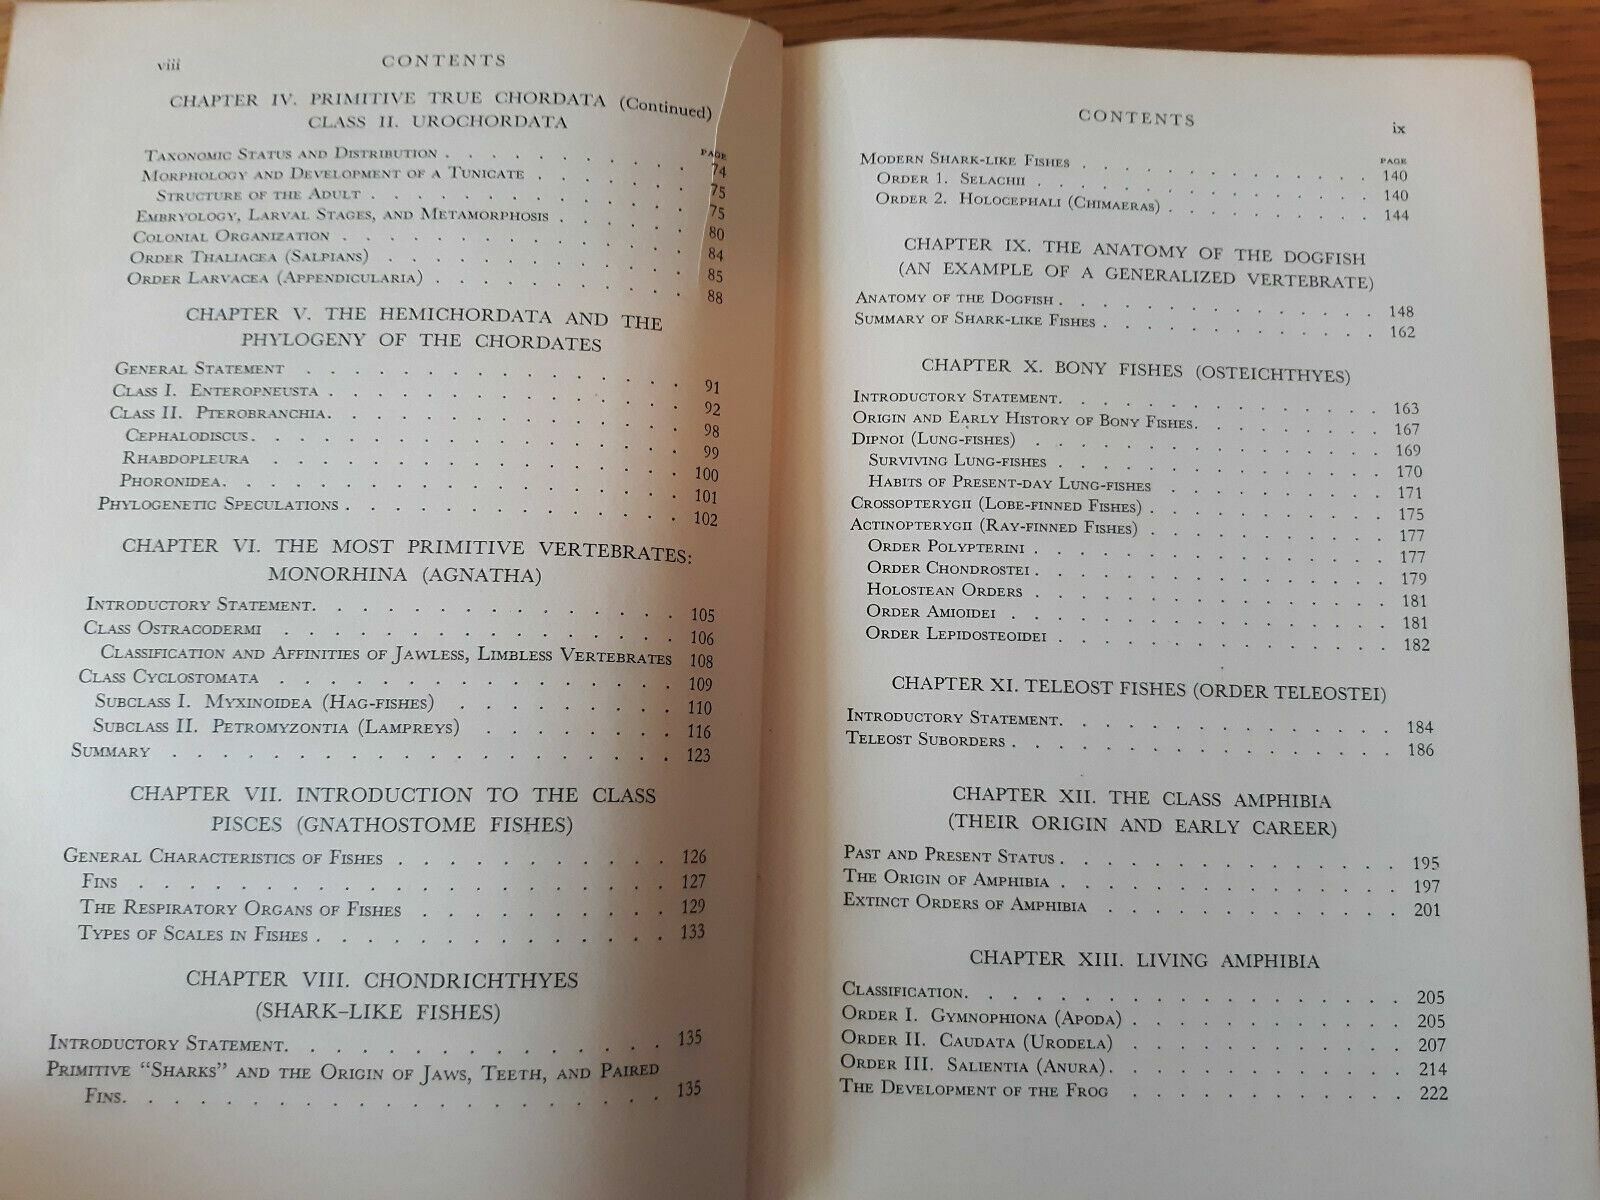 viii CONTENTS
CHAPTER IV. PRIMITIVE TRUE CHORDATA (Continued)
CLASS II. UROCHORDATA
PAGE
Taxonomic Status and Distribution . . . . . . . . . . . 74
Morphology and Development of a Tunicate . . . . . . . 75
Structure of the Adult . . . . . . . . . . . . . 75
Embryology, Larval Stages, and Metamorphosis . . . . . . 80
Colonial Organization . . . . . . . . . . . . . . 84
Order Thaliacea (Salpians) . . . . . . . . . . . . 85
Order Larvacea (Appendicularia) . . . . . . . . . . 88
CHAPTER V. THE HEMICHORDATA AND THE
PHYLOGENY OF THE CHORDATES
General Statement . . . . . . . . . . . . . . . 91
Class I. Enteropneusta . . . . . . . . . . . . . . 92
Class II. Pterobranchia. . . . . . . . . . . . . . 98
Cephalodiscus. . . . . . . . . . . . . . . . . 99
Rhabdopleura . . . . . . . . . . . . . . . . 100
Phoronidea. . . . . . . . . . . . . . . . . . 101
Phylogenetic Speculations . . . . . . . . . . . . . 102
CHAPTER VI. THE MOST PRIMITIVE VERTEBRATES:
MONORHINA (AGNATHA)
Introductory Statement. . . . . . . . . . . . . . 105
Class Ostracodermi . . . . . . . . . . . . . . . 106
Classification and Affinities of Jawless, Limbless Vertebrates 108
Class Cyclostomata . . . . . . . . . . . . . . . 109
Subclass I. Myxinoidea (Hag-fishes) . . . . . . . . . 110
Subclass II. Petromyzontia (Lampreys) . . . . . . . . 116
Summary . . . . . . . . . . . . . . . . . . 123
CHAPTER VII. INTRODUCTION TO THE CLASS
PISCES (GNATHOSTOME FISHES)
General Characteristics of Fishes . . . . . . . . . . 126
Fins . . . . . . . . . . . . . . . . . . . 127
The Respiratory Organs of Fishes . . . . . . . . . 129
Types of Scales in Fishes . . . . . . . . . . . . . 133
CHAPTER VIII. CHONDRICHTHYES
(SHARK–LIKE FISHES)
Introductory Statement. . . . . . . . . . . . . . 135
Primitive “Sharks” and the Origin of Jaws, Teeth, and Paired
Fins. . . . . . . . . . . . . . . . . . . . 135
CONTENTS ix
PAGE
Modern Shark-like Fishes . . . . . . . . . . . . . 140
Order 1. Selachii . . . . . . . . . . . . . . . 140
Order 2. Holocephali (Chimaeras) . . . . . . . . . . 144
CHAPTER IX. THE ANATOMY OF THE DOGFISH
(AN EXAMPLE OF A GENERALIZED VERTEBRATE)
Anatomy of the Dogfish . . . . . . . . . . . . . . 148
Summary of Shark-like Fishes . . . . . . . . . . . . 162
CHAPTER X. BONY FISHES (OSTEICHTHYES)
Introductory Statement. . . . . . . . . . . . . . 163
Origin and Early History of Bony Fishes. . . . . . . . 167
Dipnoi (Lung-fishes) . . . . . . . . . . . . . . . 169
Surviving Lung-fishes . . . . . . . . . . . . . . 170
Habits of Present-day Lung-fishes . . . . . . . . . 171
Crossopterygii (Lobe-finned Fishes) . . . . . . . . . . 175
Actinopterygii (Ray-finned Fishes) . . . . . . . . . . 177
Order Polypterini . . . . . . . . . . . . . . . 177
Order Chondrostei . . . . . . . . . . . . . . . 179
Holostean Orders . . . . . . . . . . . . . . . 181
Order Amioidei . . . . . . . . . . . . . . . . 181
Order Lepidosteoidei . . . . . . . . . . . . . . 182
CHAPTER XI. TELEOST FISHES (ORDER TELEOSTEI)
Introductory Statement. . . . . . . . . . . . . . 184
Teleost Suborders . . . . . . . . . . . . . . . . 186
CHAPTER XII. THE CLASS AMPHIBIA
(THEIR ORIGIN AND EARLY CAREER)
Past and Present Status . . . . . . . . . . . . . . 195
The Origin of Amphibia . . . . . . . . . . . . . . 197
Extinct Orders of Amphibia . . . . . . . . . . . . 201
CHAPTER XIII. LIVING AMPHIBIA
Classification. . . . . . . . . . . . . . . . . . 205
Order I. Gymnophiona (Apoda) . . . . . . . . . . . 205
Order II. Caudata (Urodela) . . . . . . . . . . . . 207
Order III. Salientia (Anura). . . . . . . . . . . . . 214
The Development of the Frog . . . . . . . . . . . 222